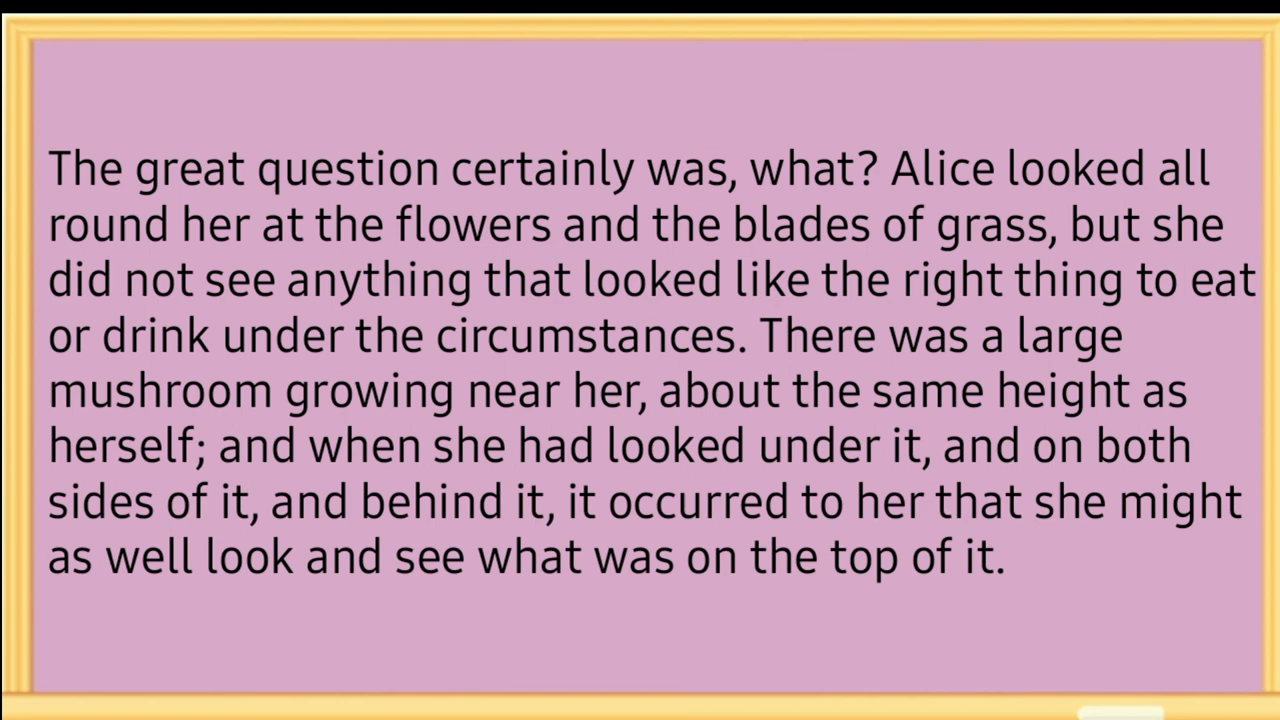 The great question certainly was, what? Alice looked all
round her at the flowers and the blades of grass, but she
did not see anything that looked like the right thing to eat
or drink under the circumstances. There was a large
mushroom growing near her, about the same height as
herself; and when she had looked under it, and on both
sides of it, and behind it, it occurred to her that she might
as well look and see what was on the top of it.